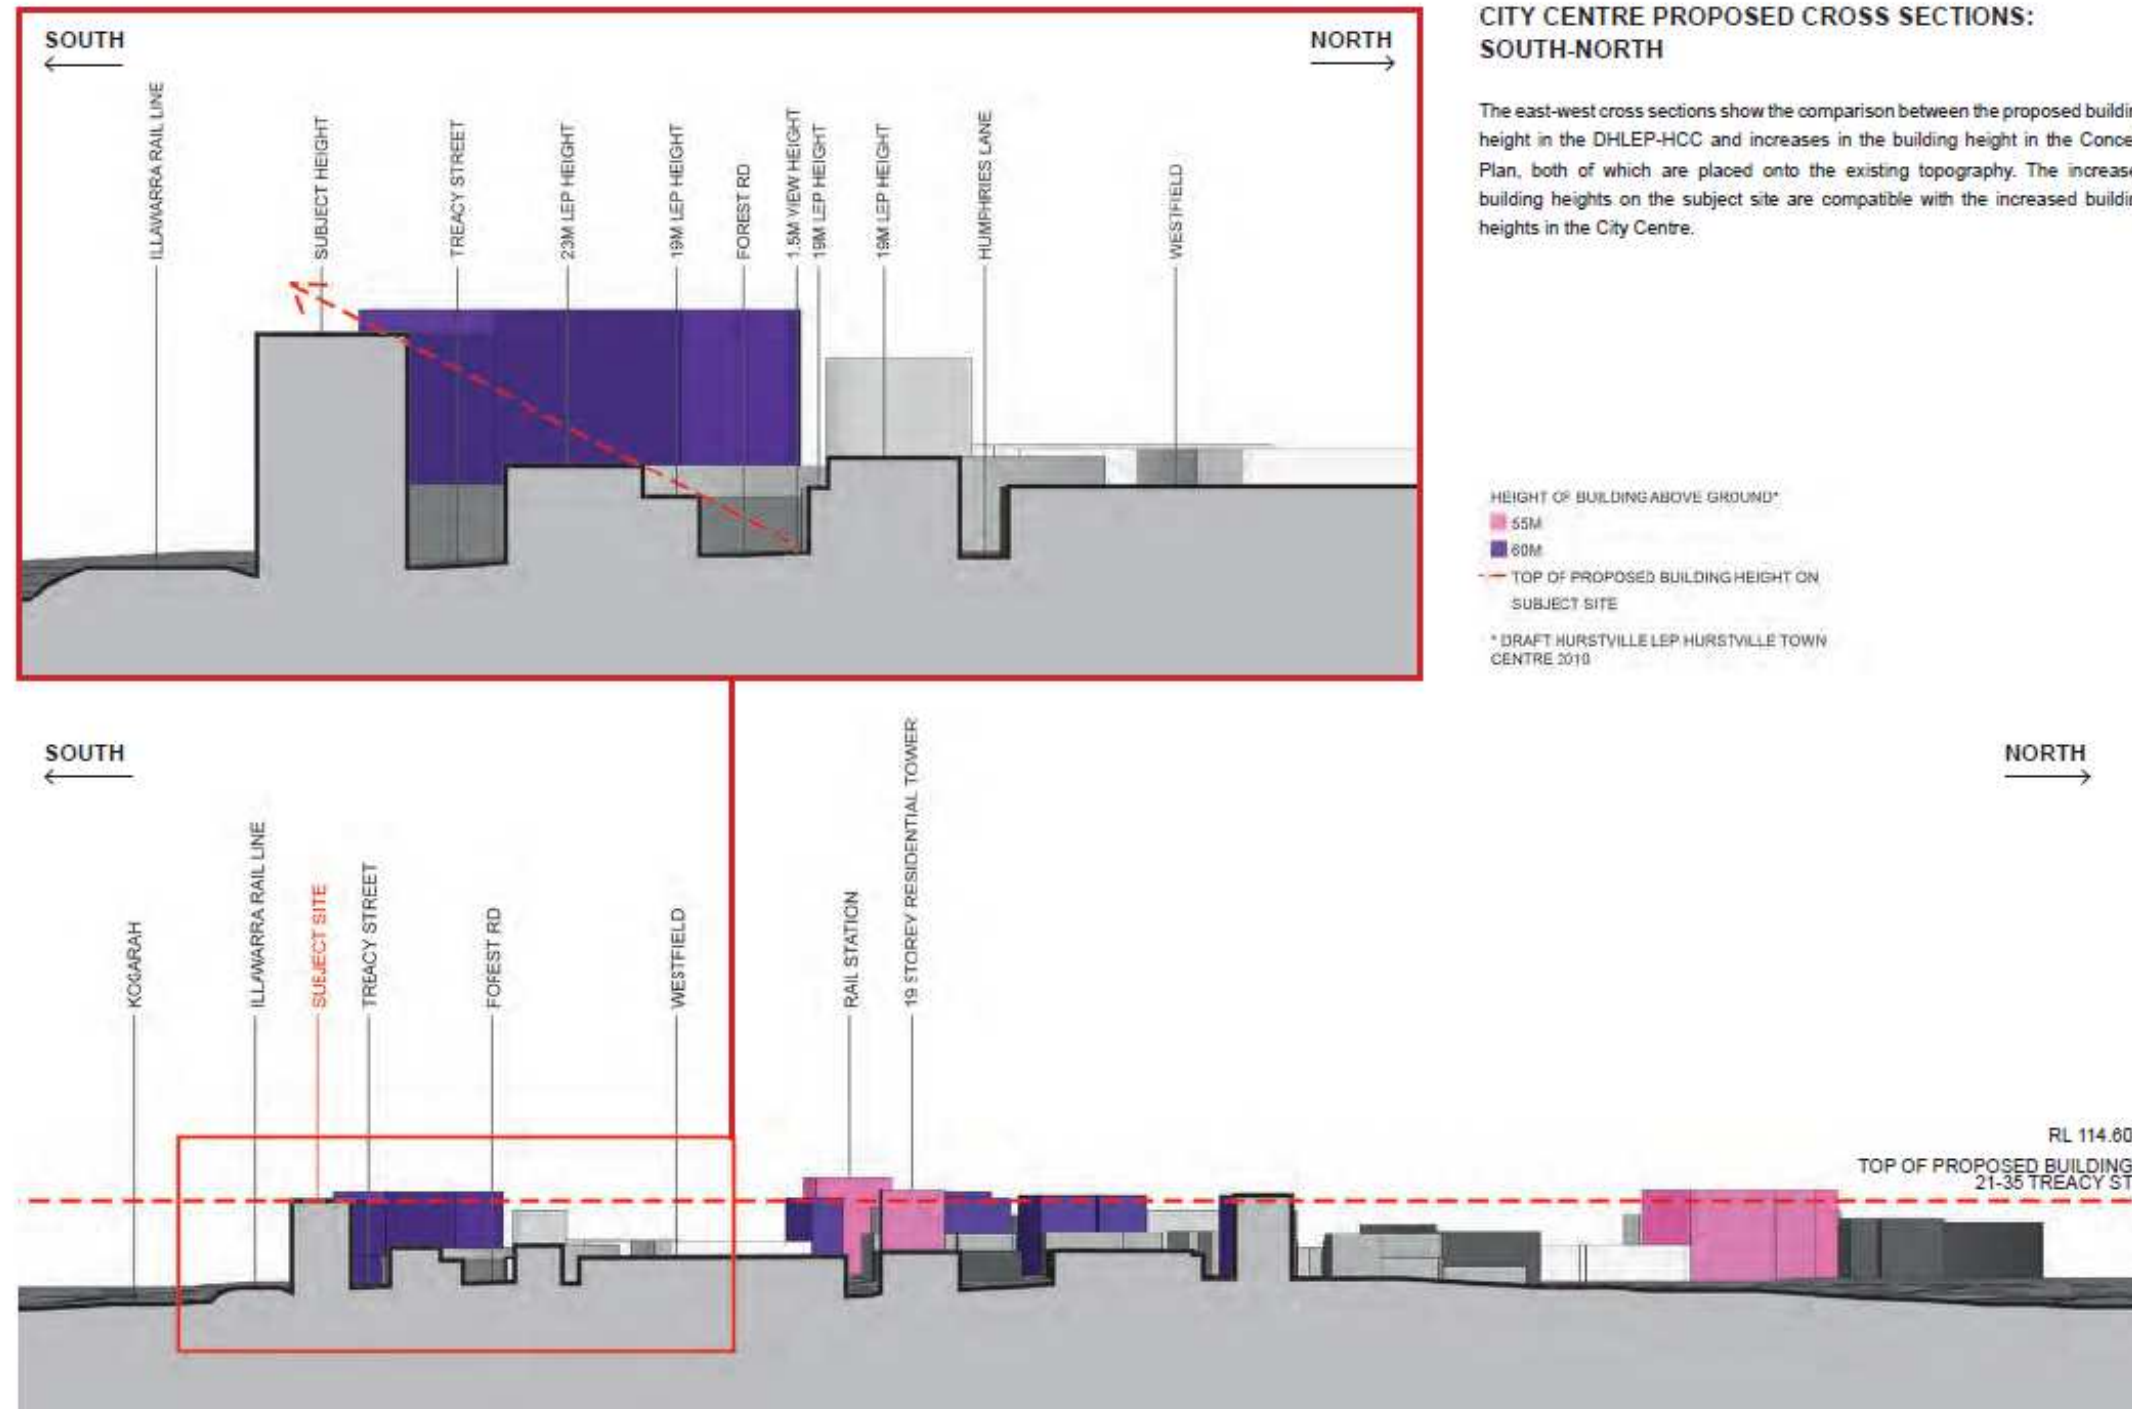 CITY CENTRE PROPOSED CROSS SECTIONS:
SOUTH-NORTH
The east-west cross sections show the comparison between the proposed buildin
height in the DHLEP-HCC and increases in the building height in the Conce
Plan, both of which are placed onto the existing topography. The increase
building heights on the subject site are compatible with the increased buildin
heights in the City Centre.
SOUTH
NORTH
ILLAWARRA RAIL LINE
SUBJECT HEIGHT
TREACY STREET
23M LEP HEIGHT
19M LEP HEIGHT
FOREST RD
1.5M VIEW HEIGHT
19M LEP HEIGHT
19M LEP HEIGHT
HUMPHRIES LANE
WESTFIELD
HEIGHT OF BUILDING ABOVE GROUND*
55M
60M
TOP OF PROPOSED BUILDING HEIGHT ON
SUBJECT SITE
* DRAFT HURSTVILLE LEP HURSTVILLE TOWN
CENTRE 2010
SOUTH
NORTH
KOGARAH
ILLAWARRA RAIL LINE
SUBJECT SITE
TREACY STREET
FOREST RD
WESTFIELD
RAIL STATION
19 STOREY RESIDENTIAL TOWER
RL 114.60
TOP OF PROPOSED BUILDING
21-35 TREACY ST